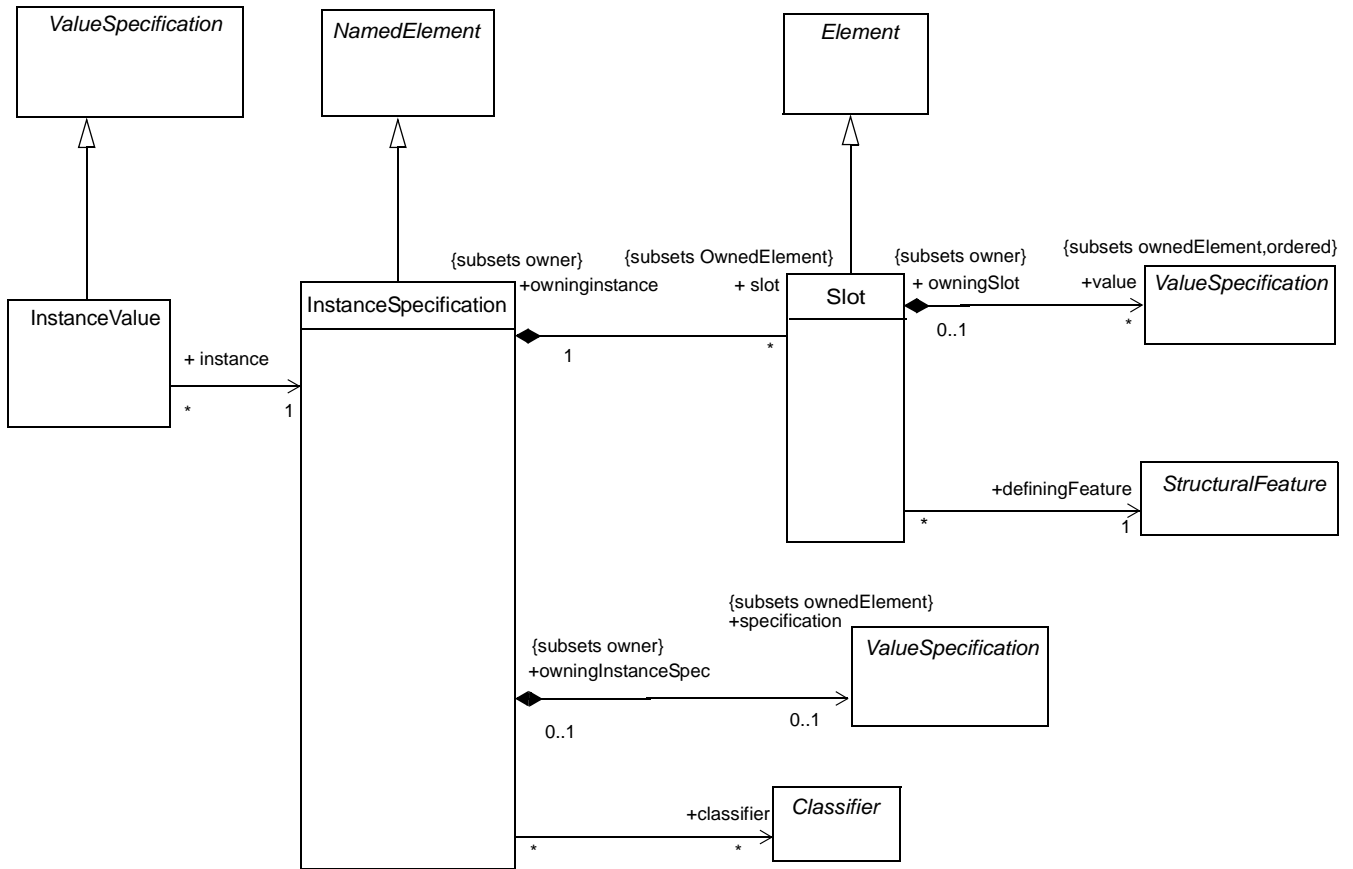 ValueSpecification
NamedElement
Element
{subsets owner}
+owninginstance
{subsets OwnedElement}
+ slot
{subsets owner}
+ owningSlot
{subsets ownedElement,ordered}
+value
ValueSpecification
InstanceValue
InstanceSpecification
Slot
0..1
*
1
*
+ instance
*
1
+definingFeature
StructuralFeature
*
1
{subsets ownedElement}
+specification
{subsets owner}
+owningInstanceSpec
ValueSpecification
0..1
0..1
+classifier
Classifier
*
*